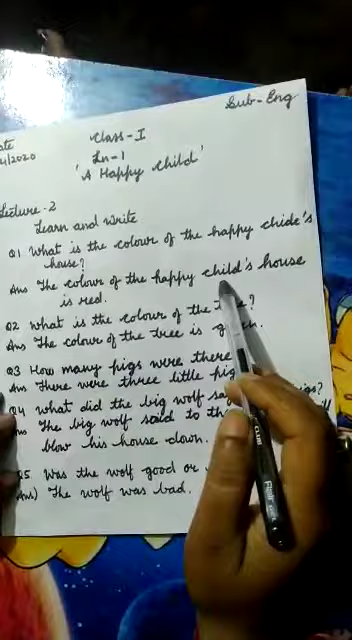 Sub-Eng
ate
4/2020
Class-I
Ln-1
'A Happy Child'
Lecture-2
Learn and Write
Q1 What is the colour of the happy chide's
house?
Ans The colour of the happy child's house
is red.
Q2 What is the colour of the ?
Ans The colour of the tree is
Q3 How many pigs were there
Ans There were three little
Q4 What did the big wolf ?
Ans The big wolf said to
blow his house down.
Q5 Was the wolf good or
Ans) The wolf was bad.